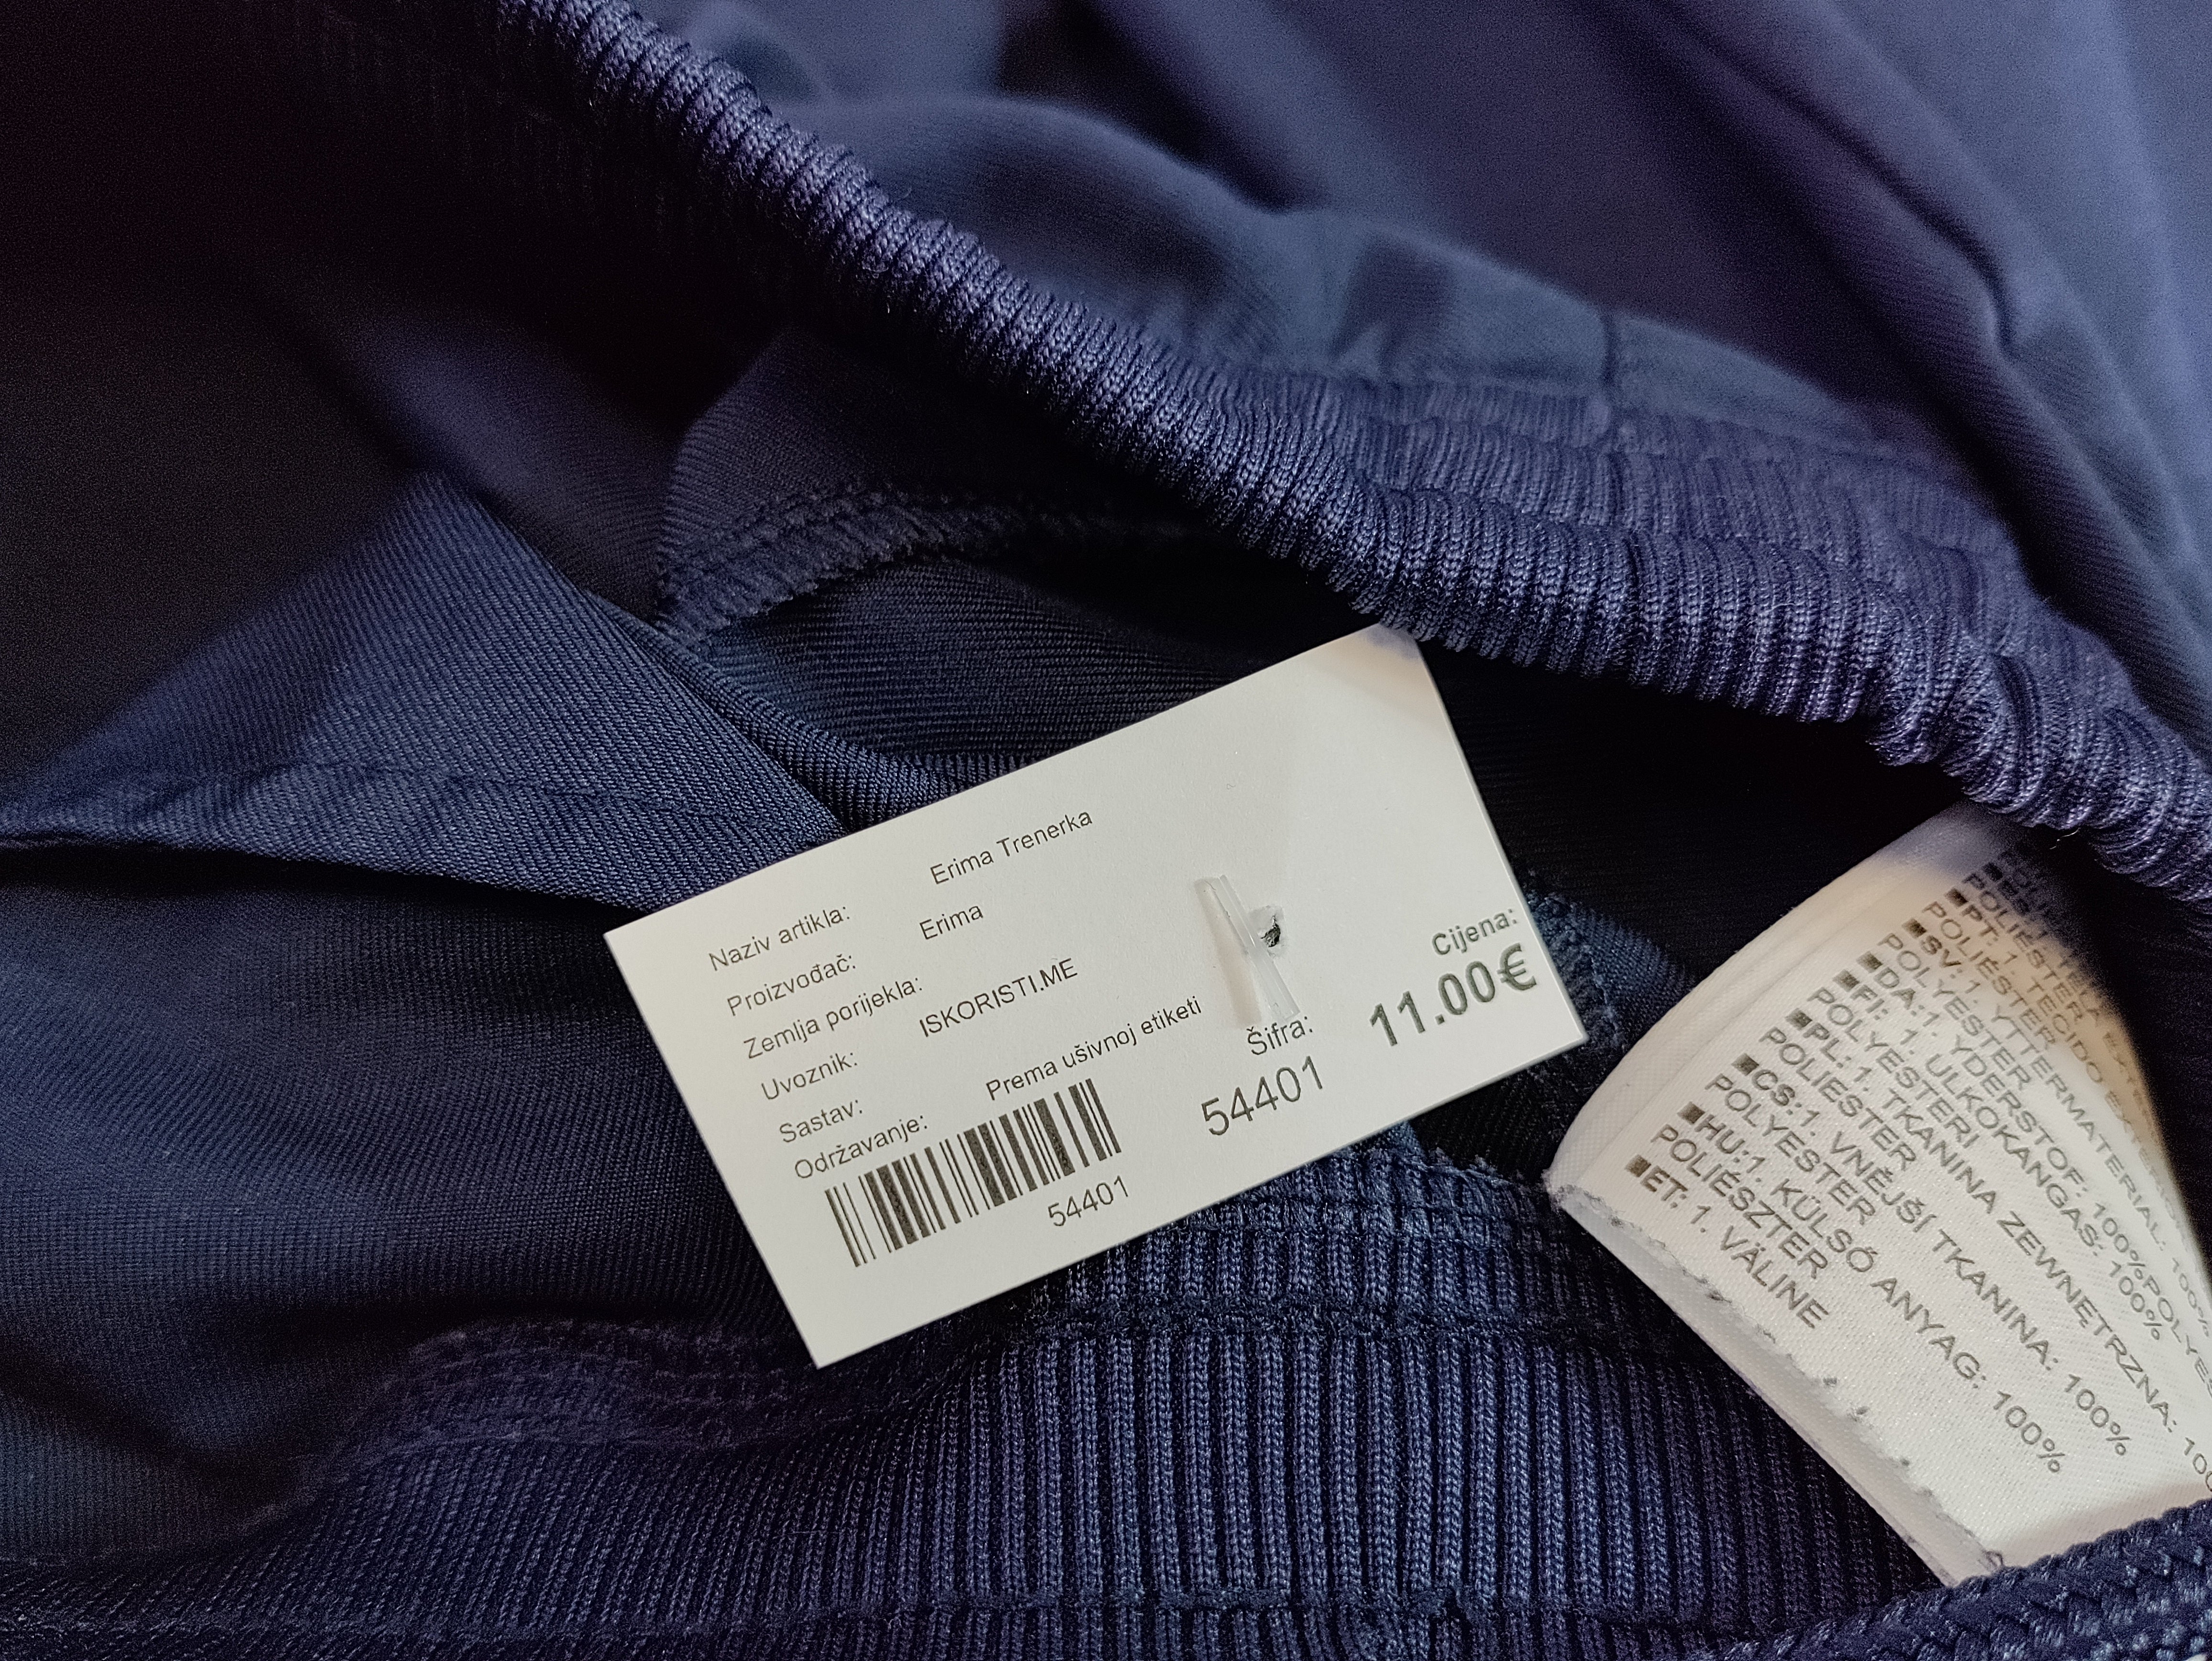 Naziv artikla: Erima Trenerka
Proizvođač: Erima
Zemlja porijekla:
Uvoznik: ISKORISTI.ME
Sastav:
Održavanje: Prema ušivnoj etiketi
54401
Šifra:
54401
Cijena:
11.00€
POLIÉSTER
■PT: 1. TECIDO EXTERIOR
POLIÉSTER
■SV: 1. YTTERMATERIAL: 100%
POLYESTER
■DA: 1. YDERSTOF: 100% POLYES
■FI: 1. ULKOKANGAS: 100%
POLYESTERI
■PL: 1. TKANINA ZEWNĘTRZNA: 100
POLIESTER
■CS:1. VNĚJŠÍ TKANINA: 100%
POLYESTER
■HU:1. KÜLSŐ ANYAG: 100%
POLIÉSZTER
■ET: 1. VÄLINE